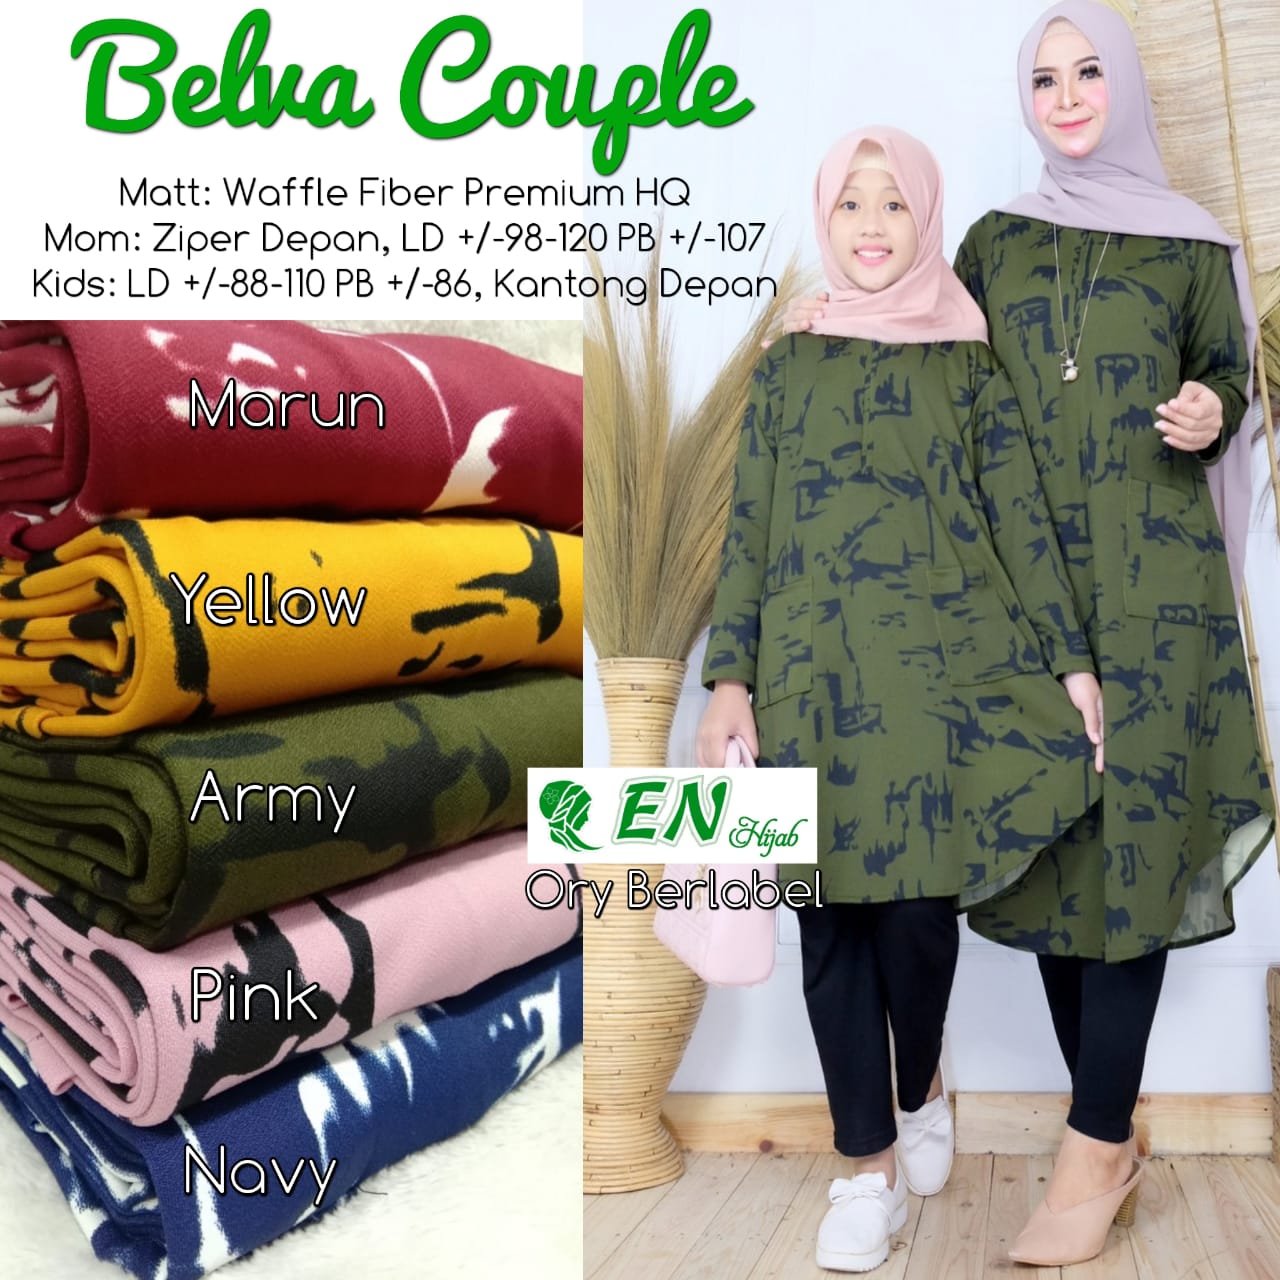 Belva Couple
Matt: Waffle Fiber Premium HQ
Mom: Ziper Depan, LD +/-98-120 PB +/-107
Kids: LD +/-88-110 PB +/-86, Kantong Depan
Marun
Yellow
Army
Pink
Navy
EN Hijab
Ory Berlabel